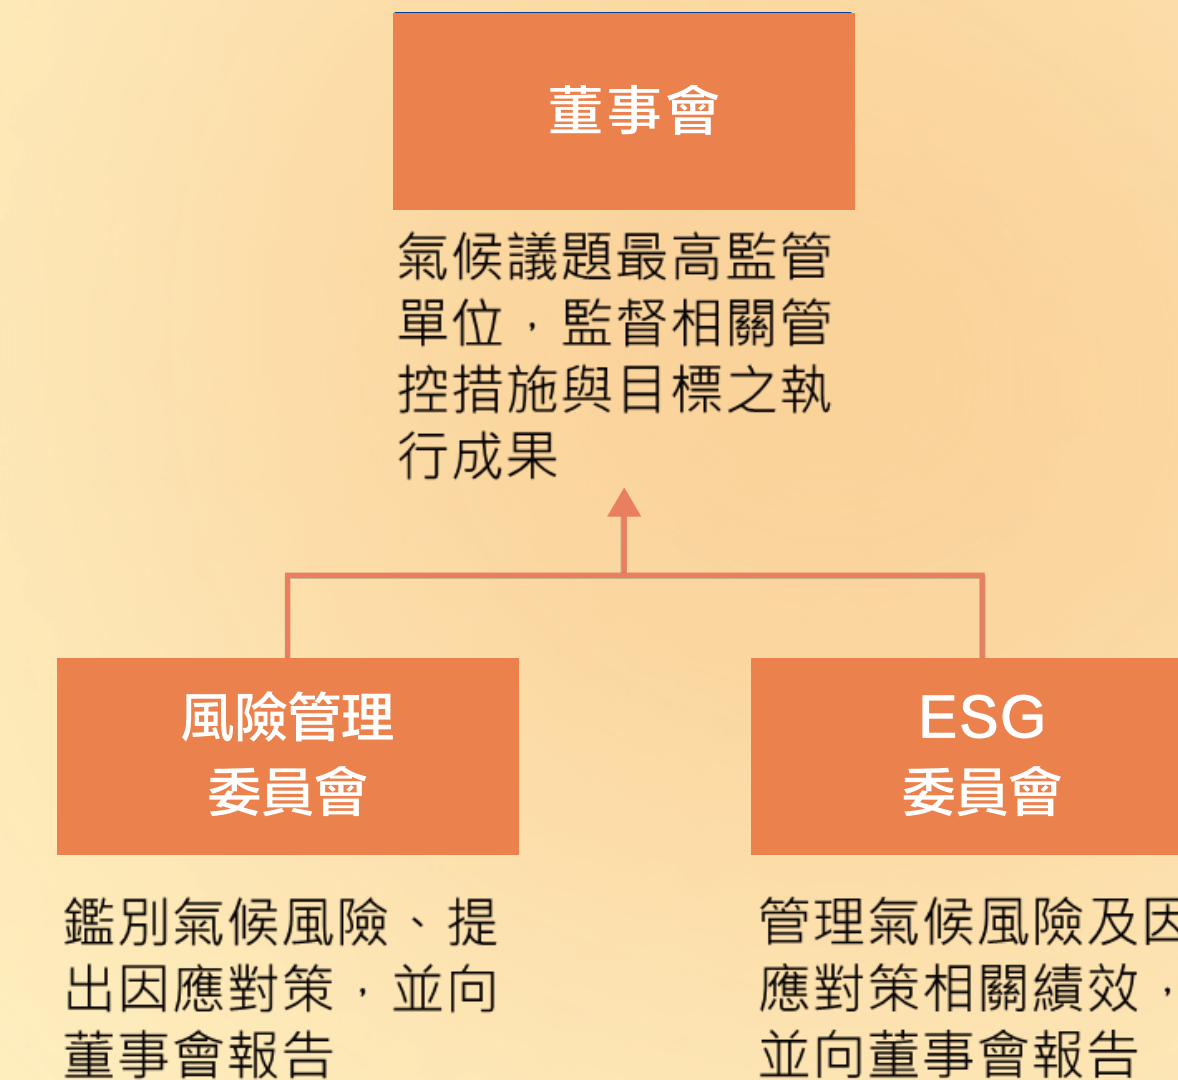 董事會
氣候議題最高監管
單位，監督相關管
控措施與目標之執
行成果
風險管理
委員會
鑑別氣候風險、提
出因應對策，並向
董事會報告
ESG
委員會
管理氣候風險及因
應對策相關績效，
並向董事會報告